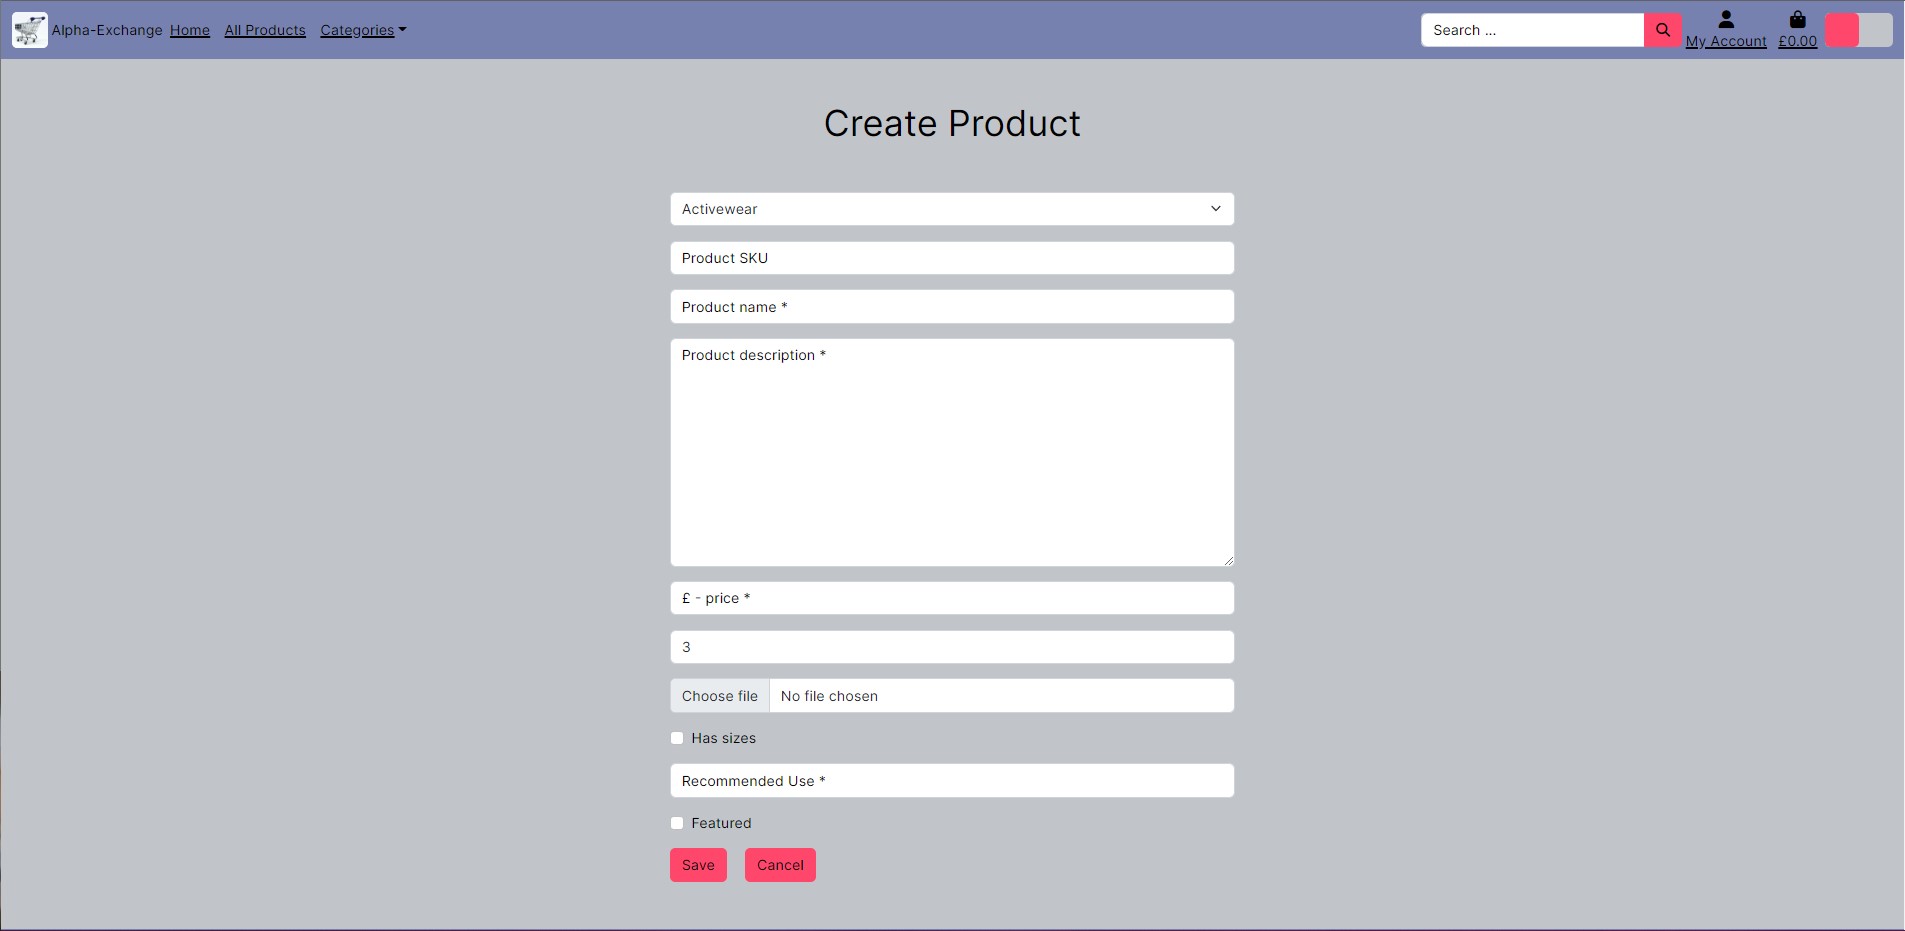 Alpha-Exchange Home All Products Categories Search ... My Account £0.00
Create Product
Activewear
Product SKU
Product name *
Product description *
£ - price *
3
Choose file No file chosen
Has sizes
Recommended Use *
Featured
Save Cancel